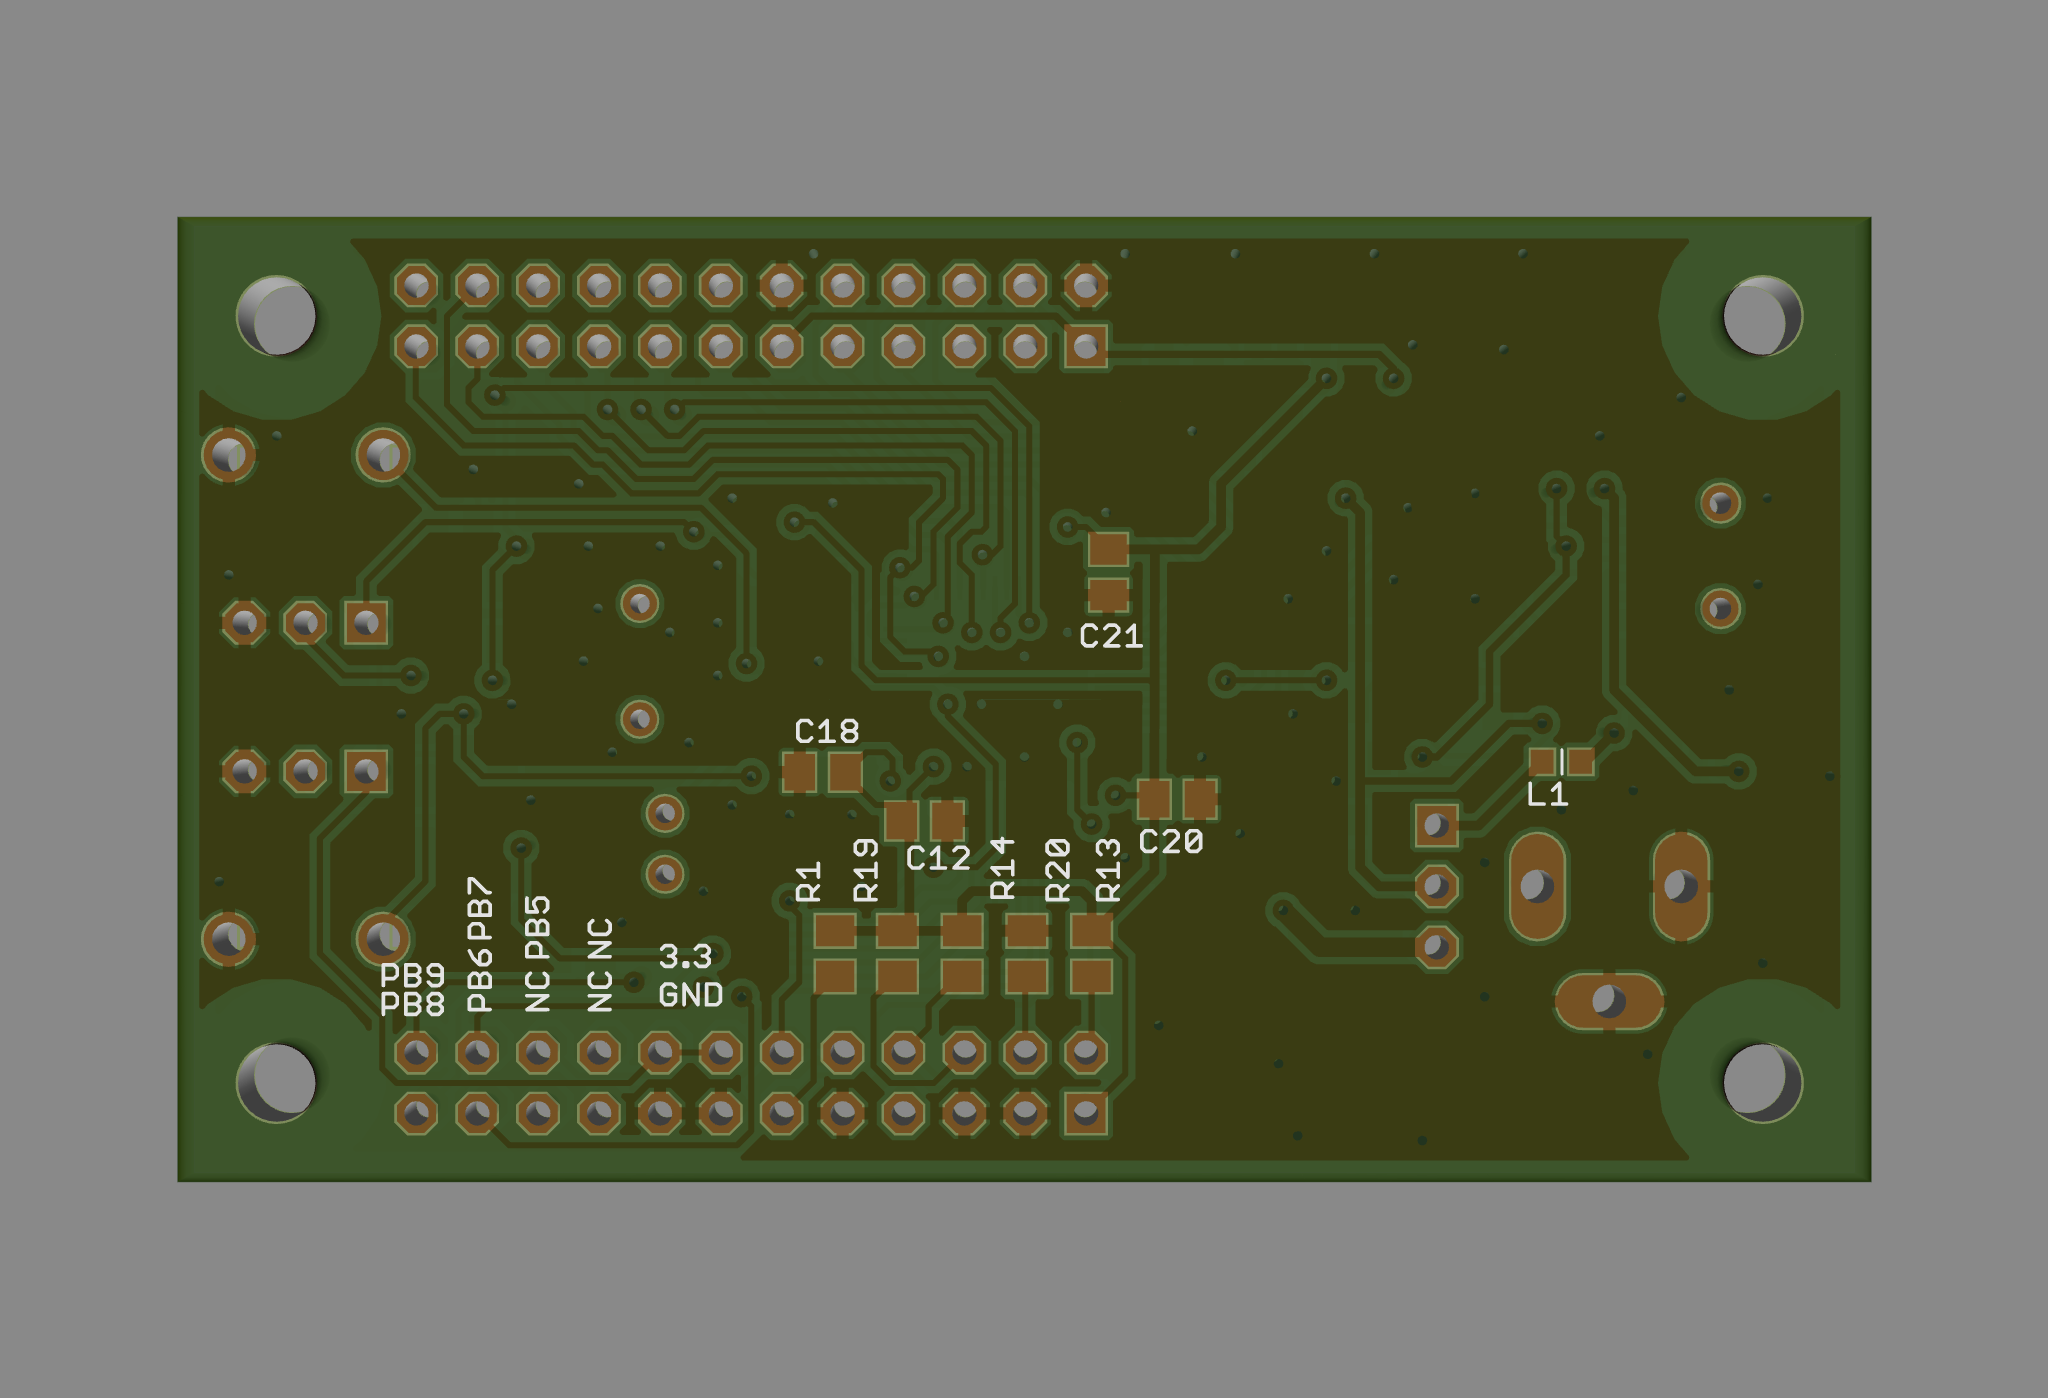 C21
C18
L1
C20
C12
R1
R19
R14
R20
R13
PB6 PB7
NC PB5
NC NC
3.3
GND
PB9
PB8